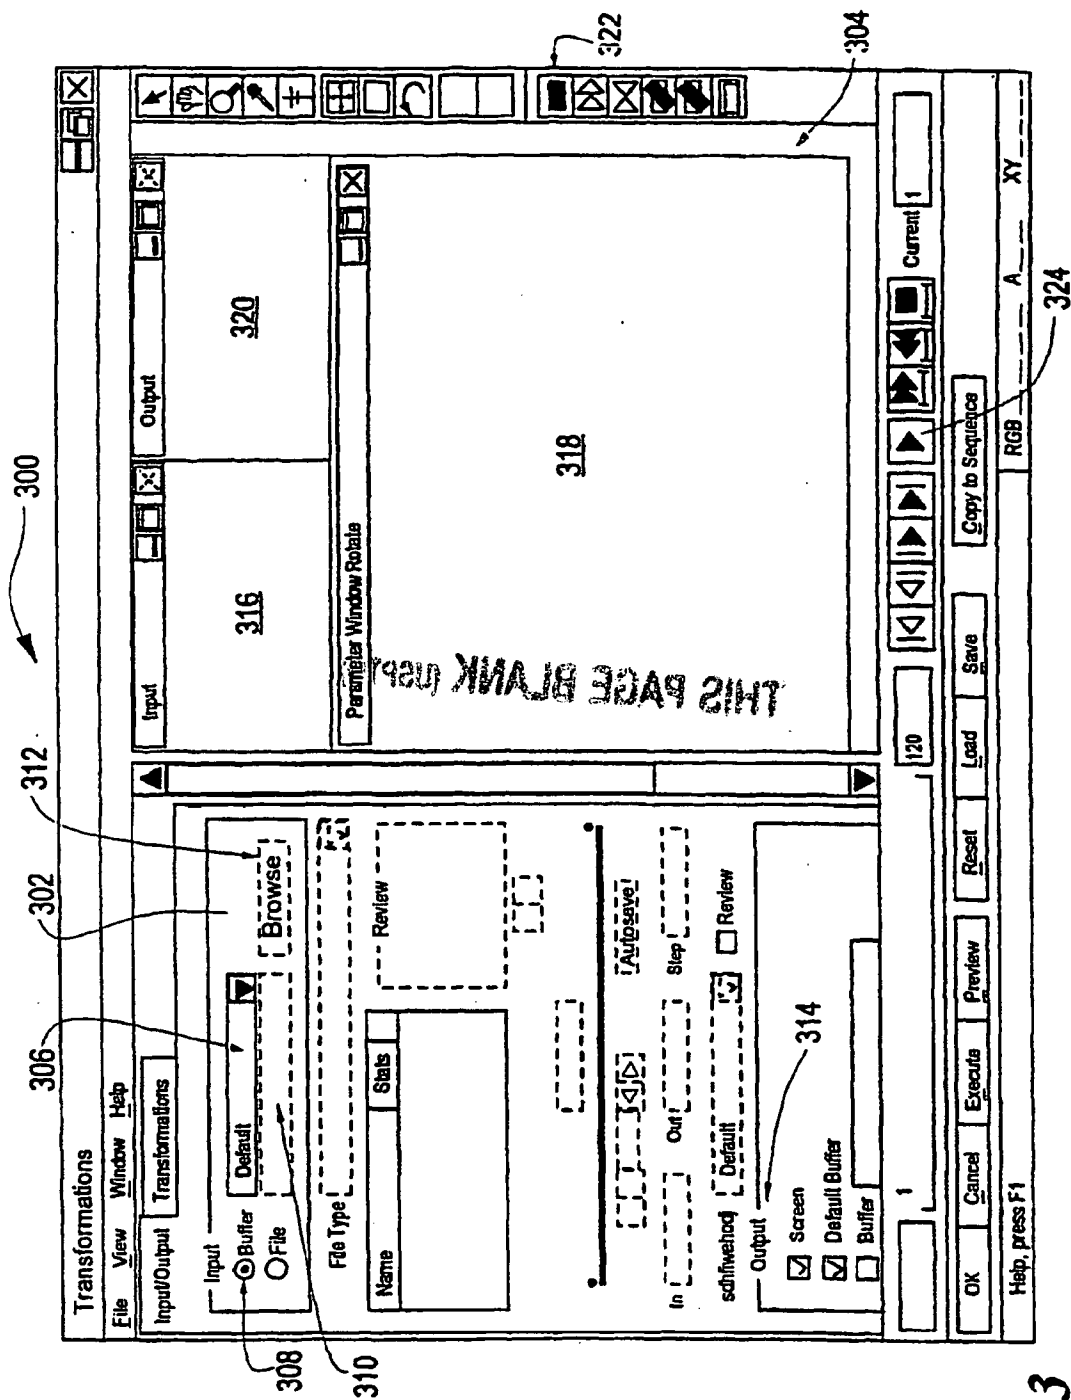 300
Transformations
File View Window Help
Input/Output Transformations
Input
Buffer
Default
File
Browse
File Type
Name Stats
Review
Autosave
In Out Step
sdhfiwehod Default
Review
Output
Screen
Default Buffer
Buffer
306
302
312
308
310
314
Input
Output
316
320
Parameter Window Rotate
318
THIS PAGE BLANK (USPTO)
322
304
1
120
Current 1
324
OK Cancel Execute Preview Reset Load Save Copy to Sequence
Help, press F1
RGB A XY
3